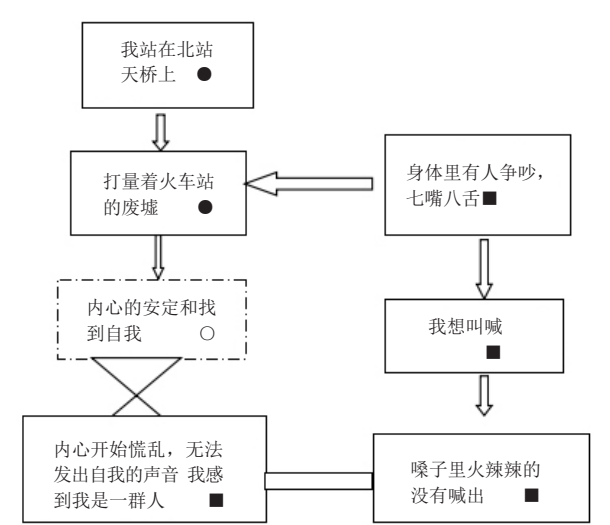 我站在北站
天桥上 ●
打量着火车站
的废墟 ●
身体里有人争吵，
七嘴八舌■
内心的安定和找
到自我 ○
我想叫喊
■
内心开始慌乱，无法
发出自我的声音 我感
到我是一群人 ■
嗓子里火辣辣的
没有喊出 ■